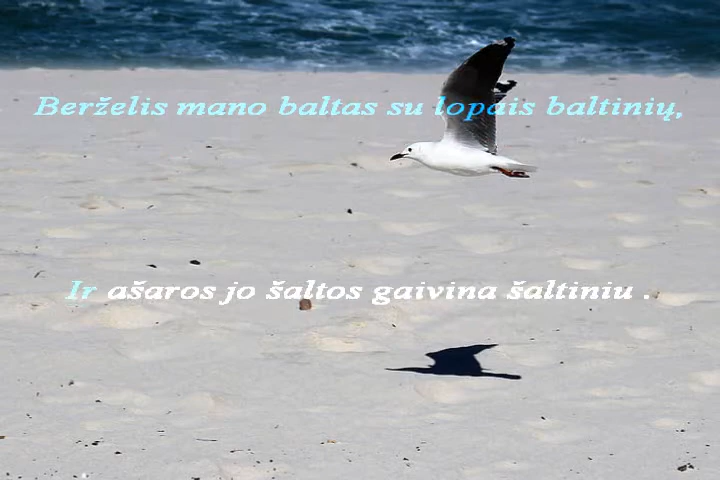 Berželis mano baltas su lopais baltinių,
Ir ašaros jo šaltos gaivina šaltiniu .